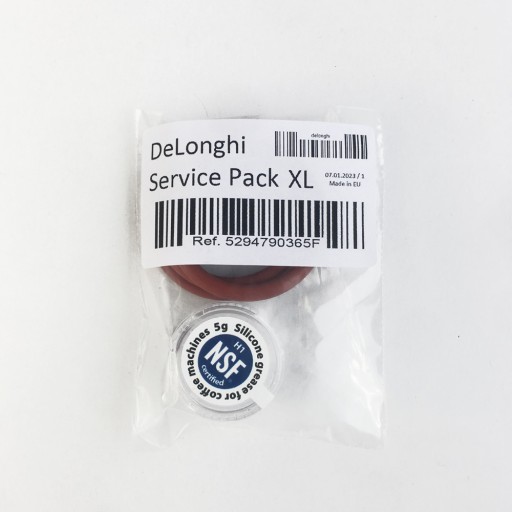 DeLonghi
delonghi
Service Pack XL
07.01.2023 / 1
Made in EU
Ref. 5294790365F
5g Silicone grease for coffee machines
H1
NSF
Certified